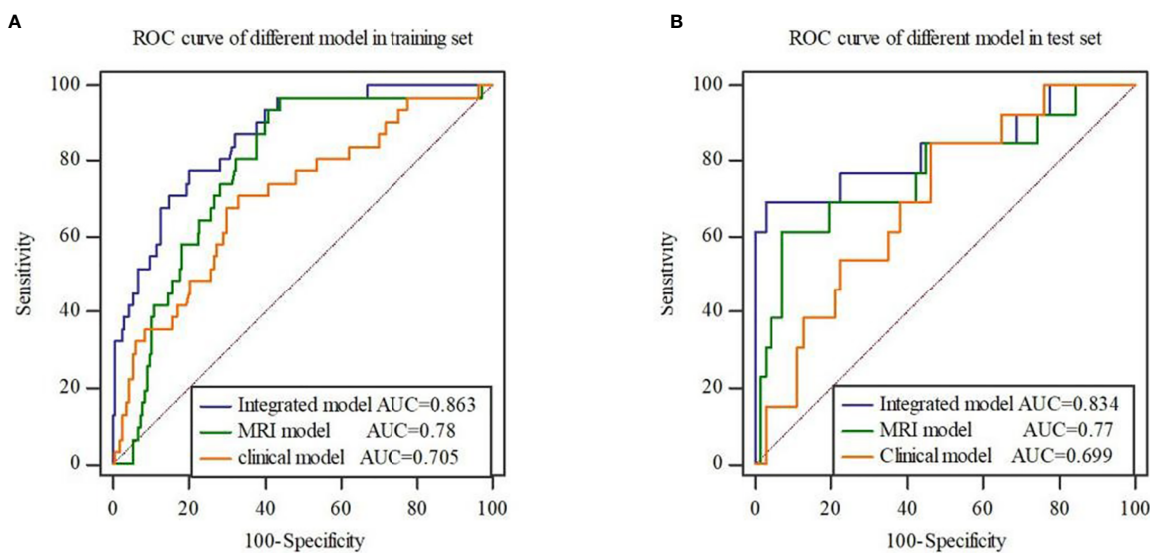 A
ROC curve of different model in training set
100
80
60
40
20
0
Sensitivity
Integrated model AUC=0.863
MRI model AUC=0.78
clinical model AUC=0.705
0 20 40 60 80 100
100-Specificity
B
ROC curve of different model in test set
100
80
60
40
20
0
Sensitivity
Integrated model AUC=0.834
MRI model AUC=0.77
Clinical model AUC=0.699
0 20 40 60 80 100
100-Specificity